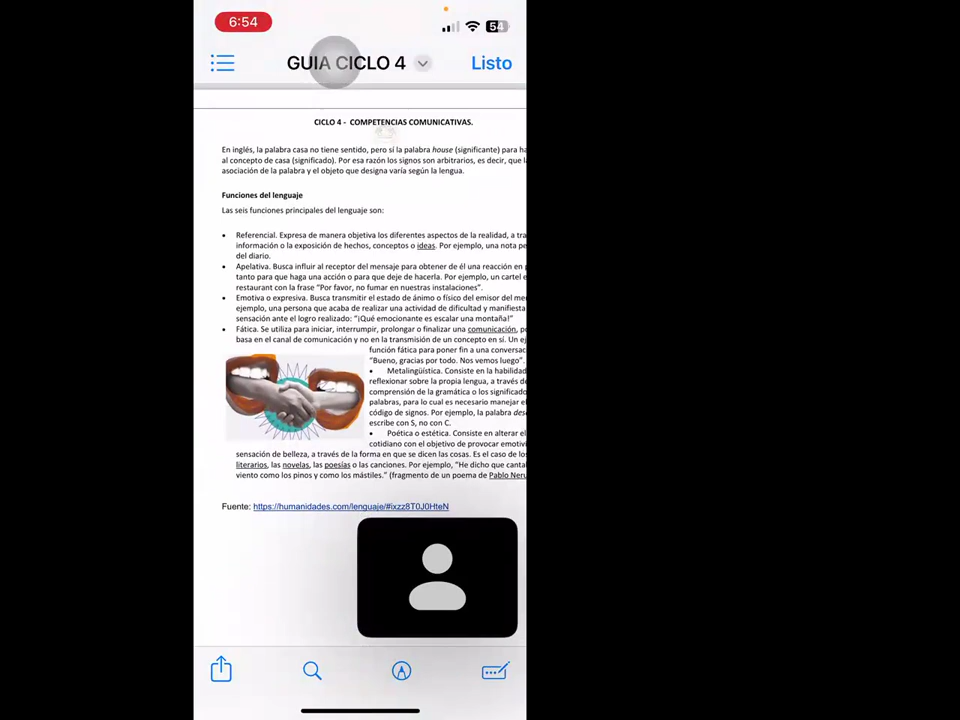 6:54
54
GUIA CICLO 4
Listo
CICLO 4 - COMPETENCIAS COMUNICATIVAS.
En inglés, la palabra casa no tiene sentido, pero sí la palabra house (significante) para
al concepto de casa (significado). Por esa razón los signos son arbitrarios, es decir, que
asociación de la palabra y el objeto que designa varía según la lengua.
Funciones del lenguaje
Las seis funciones principales del lenguaje son:
• Referencial. Expresa de manera objetiva los diferentes aspectos de la realidad, a
información o la exposición de hechos, conceptos o ideas. Por ejemplo, una nota
del diario.
• Apelativa. Busca influir al receptor del mensaje para obtener de él una reacción en
tanto para que haga una acción o para que deje de hacerla. Por ejemplo, un cartel
restaurant con la frase “Por favor, no fumar en nuestras instalaciones”.
• Emotiva o expresiva. Busca transmitir el estado de ánimo o físico del emisor del
ejemplo, una persona que acaba de realizar una actividad de dificultad y manifiesta
sensación ante el logro realizado: “¡Qué emocionante es escalar una montaña!”
• Fática. Se utiliza para iniciar, interrumpir, prolongar o finalizar una comunicación,
basa en el canal de comunicación y no en la transmisión de un concepto en sí. Un
función fática para poner fin a una
“Bueno, gracias por todo. Nos vemos luego”.
• Metalingüística. Consiste en la habilidad
reflexionar sobre la propia lengua, a través
comprensión de la gramática o los
palabras, para lo cual es necesario manejar
código de signos. Por ejemplo, la palabra
escribe con S, no con C.
• Poética o estética. Consiste en alterar
cotidiano con el objetivo de provocar
sensación de belleza, a través de la forma en que se dicen las cosas. Es el caso de
literarios, las novelas, las poesías o las canciones. Por ejemplo, “He dicho que
viento como los pinos y como los mástiles.” (fragmento de un poema de Pablo
Fuente: https://humanidades.com/lenguaje/#ixzz8T0J0HteN